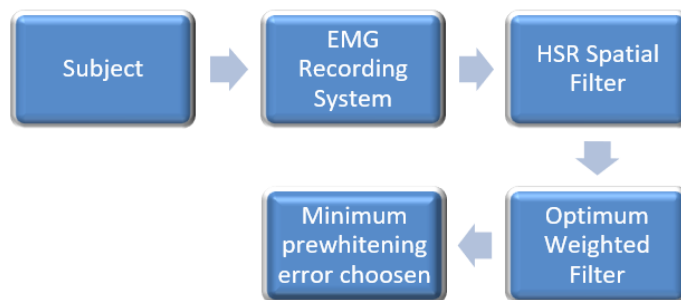 Subject
EMG
Recording
System
HSR Spatial
Filter
Minimum
prewhitening
error choosen
Optimum
Weighted
Filter